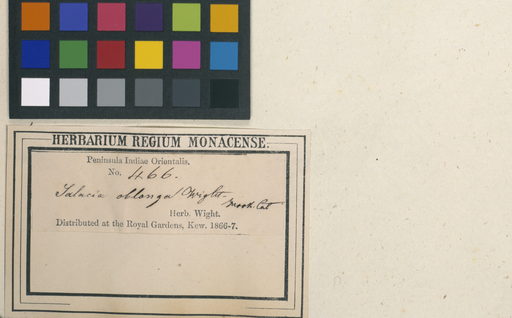 HERBARIUM REGIUM MONACENSE.
Peninsula Indiae Orientalis.
No. 466.
Salacia oblonga Wight.
Herb. Wight.
Distributed at the Royal Gardens, Kew. 1866-7.